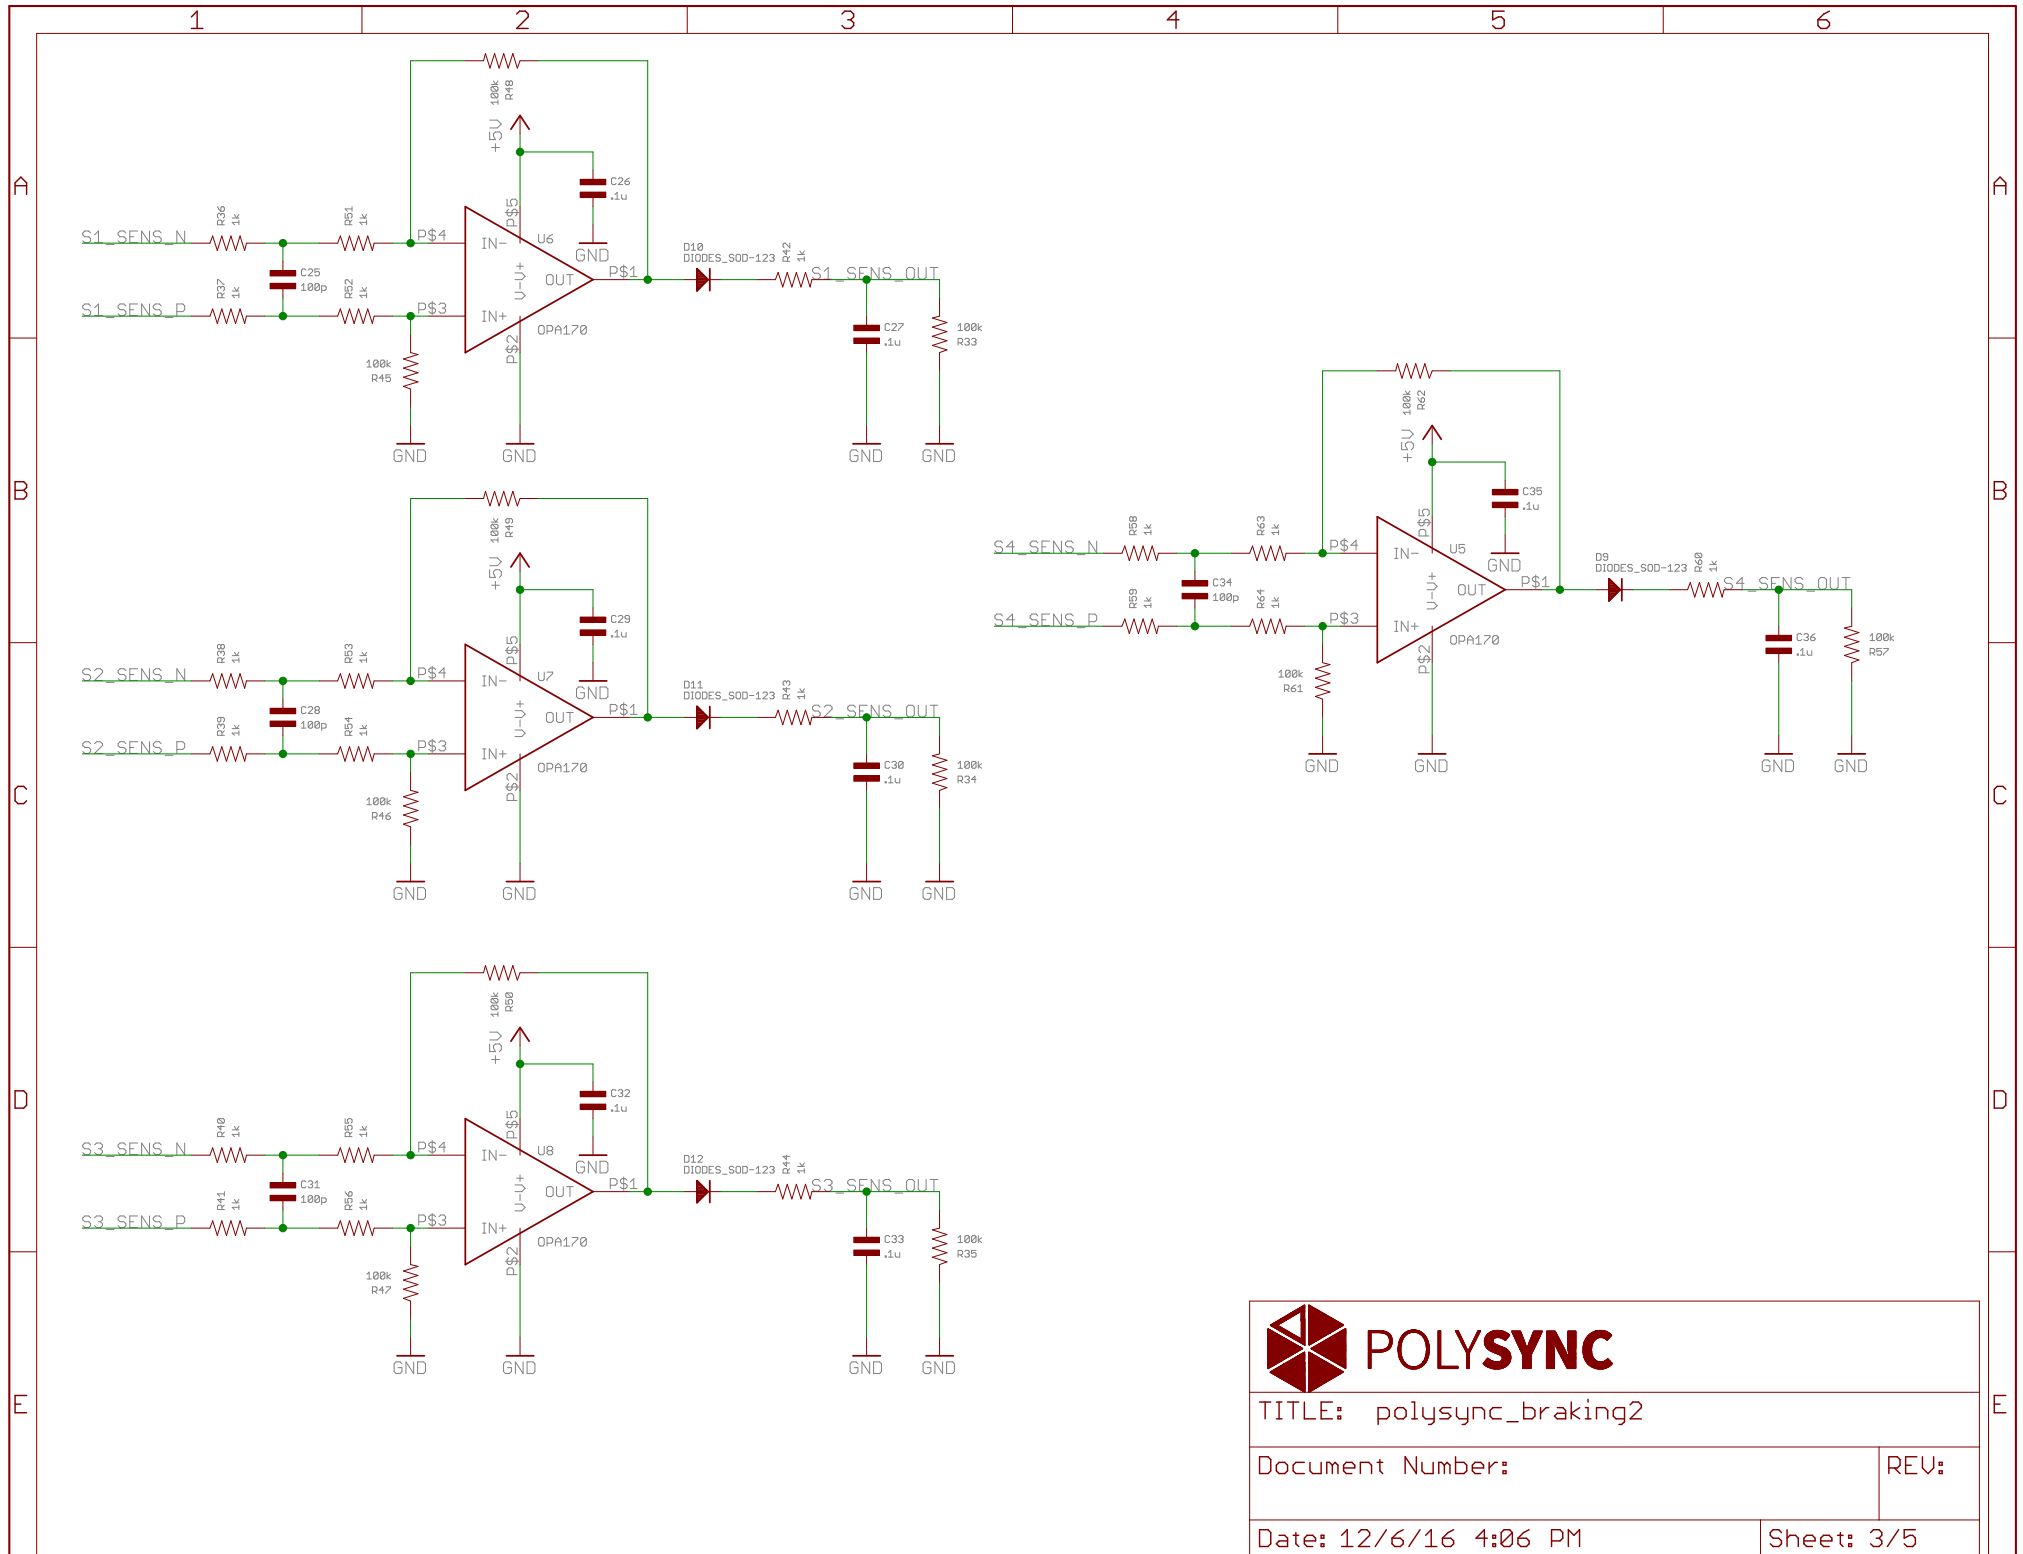 1 2 3 4 5 6
A A
B B
C C
D D
E E
100k
R48
+5V
C26
.1u
GND
S1_SENS_N
R36
1k
R51
1k
P$4
IN-
P$5
U6
C25
100p
V-V+
OUT
P$1
S1_SENS_P
R37
1k
R52
1k
P$3
IN+
P$2
OPA170
100k
R45
GND
GND
D10
DIODES_SOD-123
R42
1k
S1_SENS_OUT
C27
.1u
100k
R33
GND
GND
100k
R49
+5V
C29
.1u
GND
S2_SENS_N
R38
1k
R53
1k
P$4
IN-
P$5
U7
C28
100p
V-V+
OUT
P$1
S2_SENS_P
R39
1k
R54
1k
P$3
IN+
P$2
OPA170
100k
R46
GND
GND
D11
DIODES_SOD-123
R43
1k
S2_SENS_OUT
C30
.1u
100k
R34
GND
GND
100k
R50
+5V
C32
.1u
GND
S3_SENS_N
R40
1k
R55
1k
P$4
IN-
P$5
U8
C31
100p
V-V+
OUT
P$1
S3_SENS_P
R41
1k
R56
1k
P$3
IN+
P$2
OPA170
100k
R47
GND
GND
D12
DIODES_SOD-123
R44
1k
S3_SENS_OUT
C33
.1u
100k
R35
GND
GND
100k
R62
+5V
C35
.1u
GND
S4_SENS_N
R58
1k
R63
1k
P$4
IN-
P$5
U5
C34
100p
V-V+
OUT
P$1
S4_SENS_P
R59
1k
R64
1k
P$3
IN+
P$2
OPA170
100k
R61
GND
GND
D9
DIODES_SOD-123
R60
1k
S4_SENS_OUT
C36
.1u
100k
R57
GND
GND
POLYSYNC
TITLE: polysync_braking2
Document Number:
REV:
Date: 12/6/16 4:06 PM
Sheet: 3/5